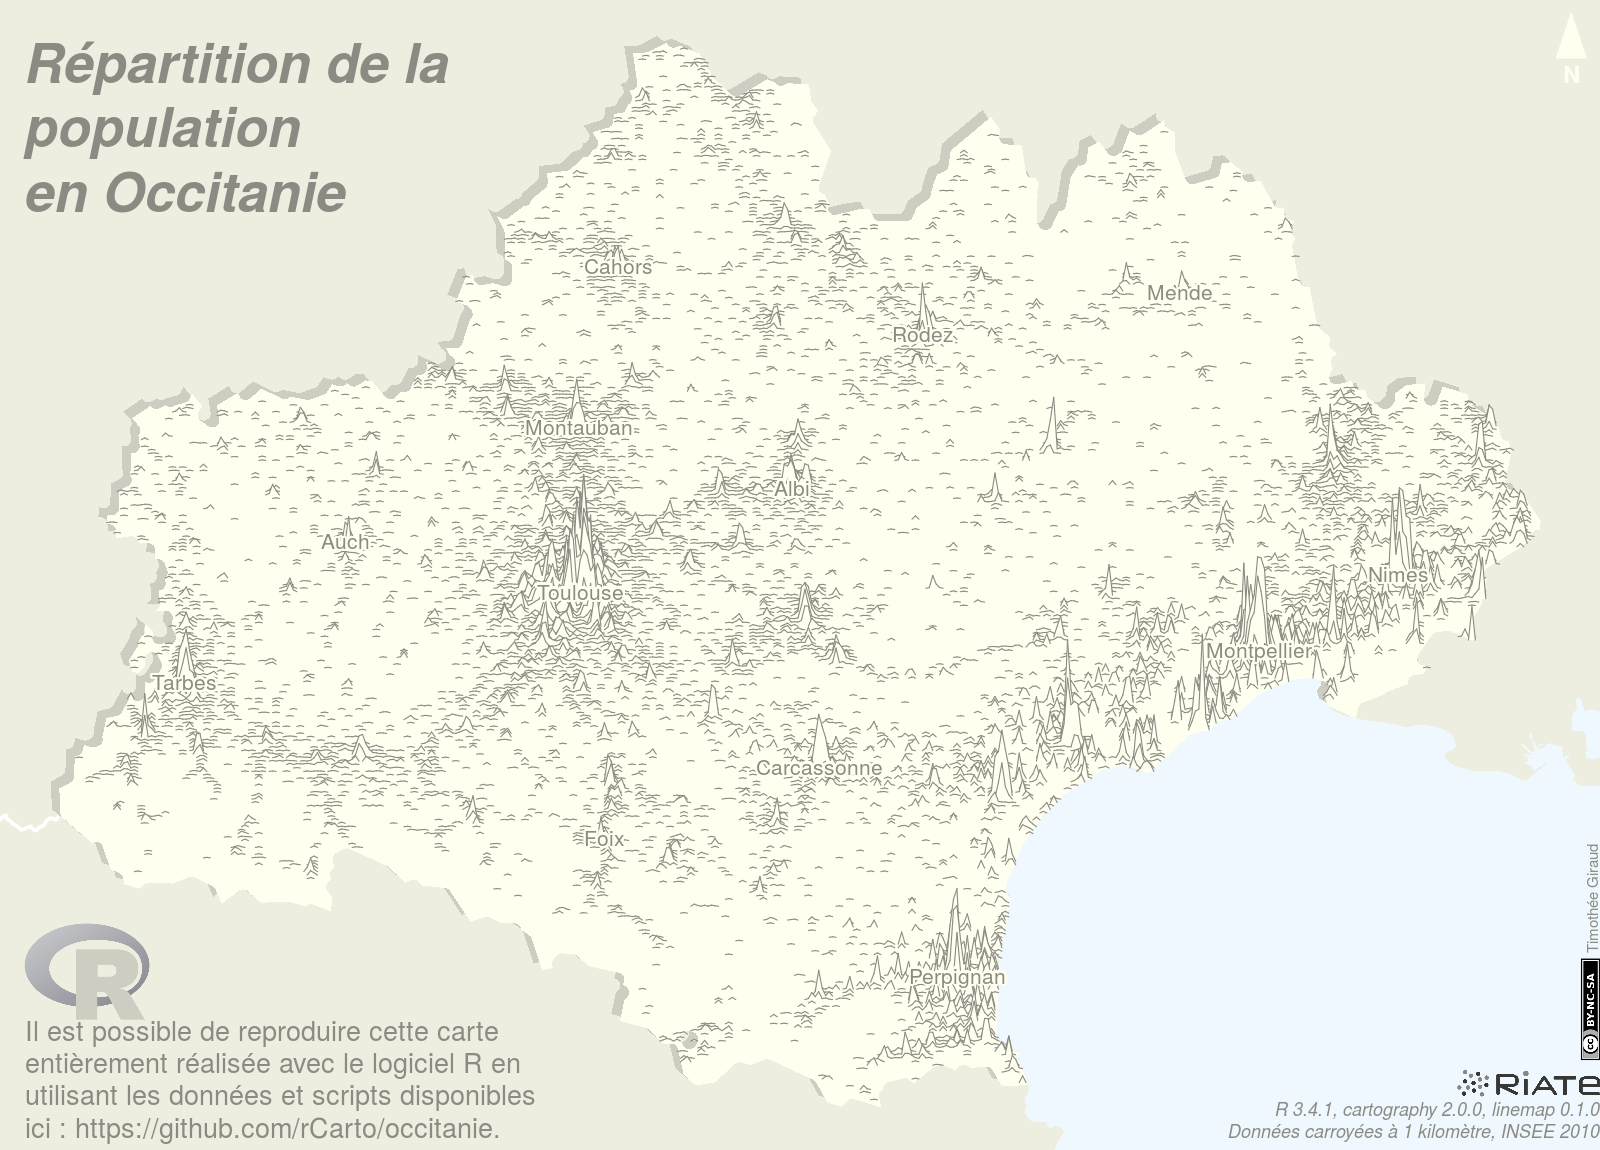 Répartition de la
population
en Occitanie
N
Cahors
Mende
Rodez
Montauban
Albi
Auch
Nîmes
Toulouse
Montpellier
Tarbes
Carcassonne
Foix
Perpignan
Timothée Giraud
BY-NC-SA
cc
R
Il est possible de reproduire cette carte
entièrement réalisée avec le logiciel R en
utilisant les données et scripts disponibles
ici : https://github.com/rCarto/occitanie.
RIATE
R 3.4.1, cartography 2.0.0, linemap 0.1.0
Données carroyées à 1 kilomètre, INSEE 2010